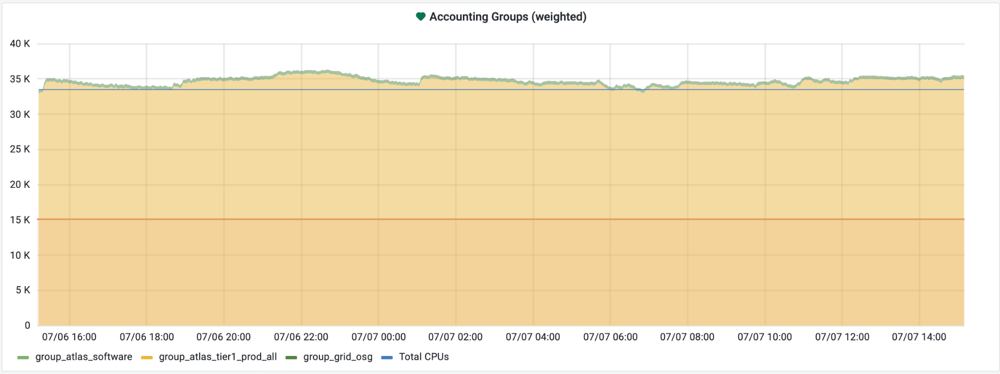 Accounting Groups (weighted)
40 K
35 K
30 K
25 K
20 K
15 K
10 K
5 K
0
07/06 16:00 07/06 18:00 07/06 20:00 07/06 22:00 07/07 00:00 07/07 02:00 07/07 04:00 07/07 06:00 07/07 08:00 07/07 10:00 07/07 12:00 07/07 14:00
group_atlas_software group_atlas_tier1_prod_all group_grid_osg Total CPUs